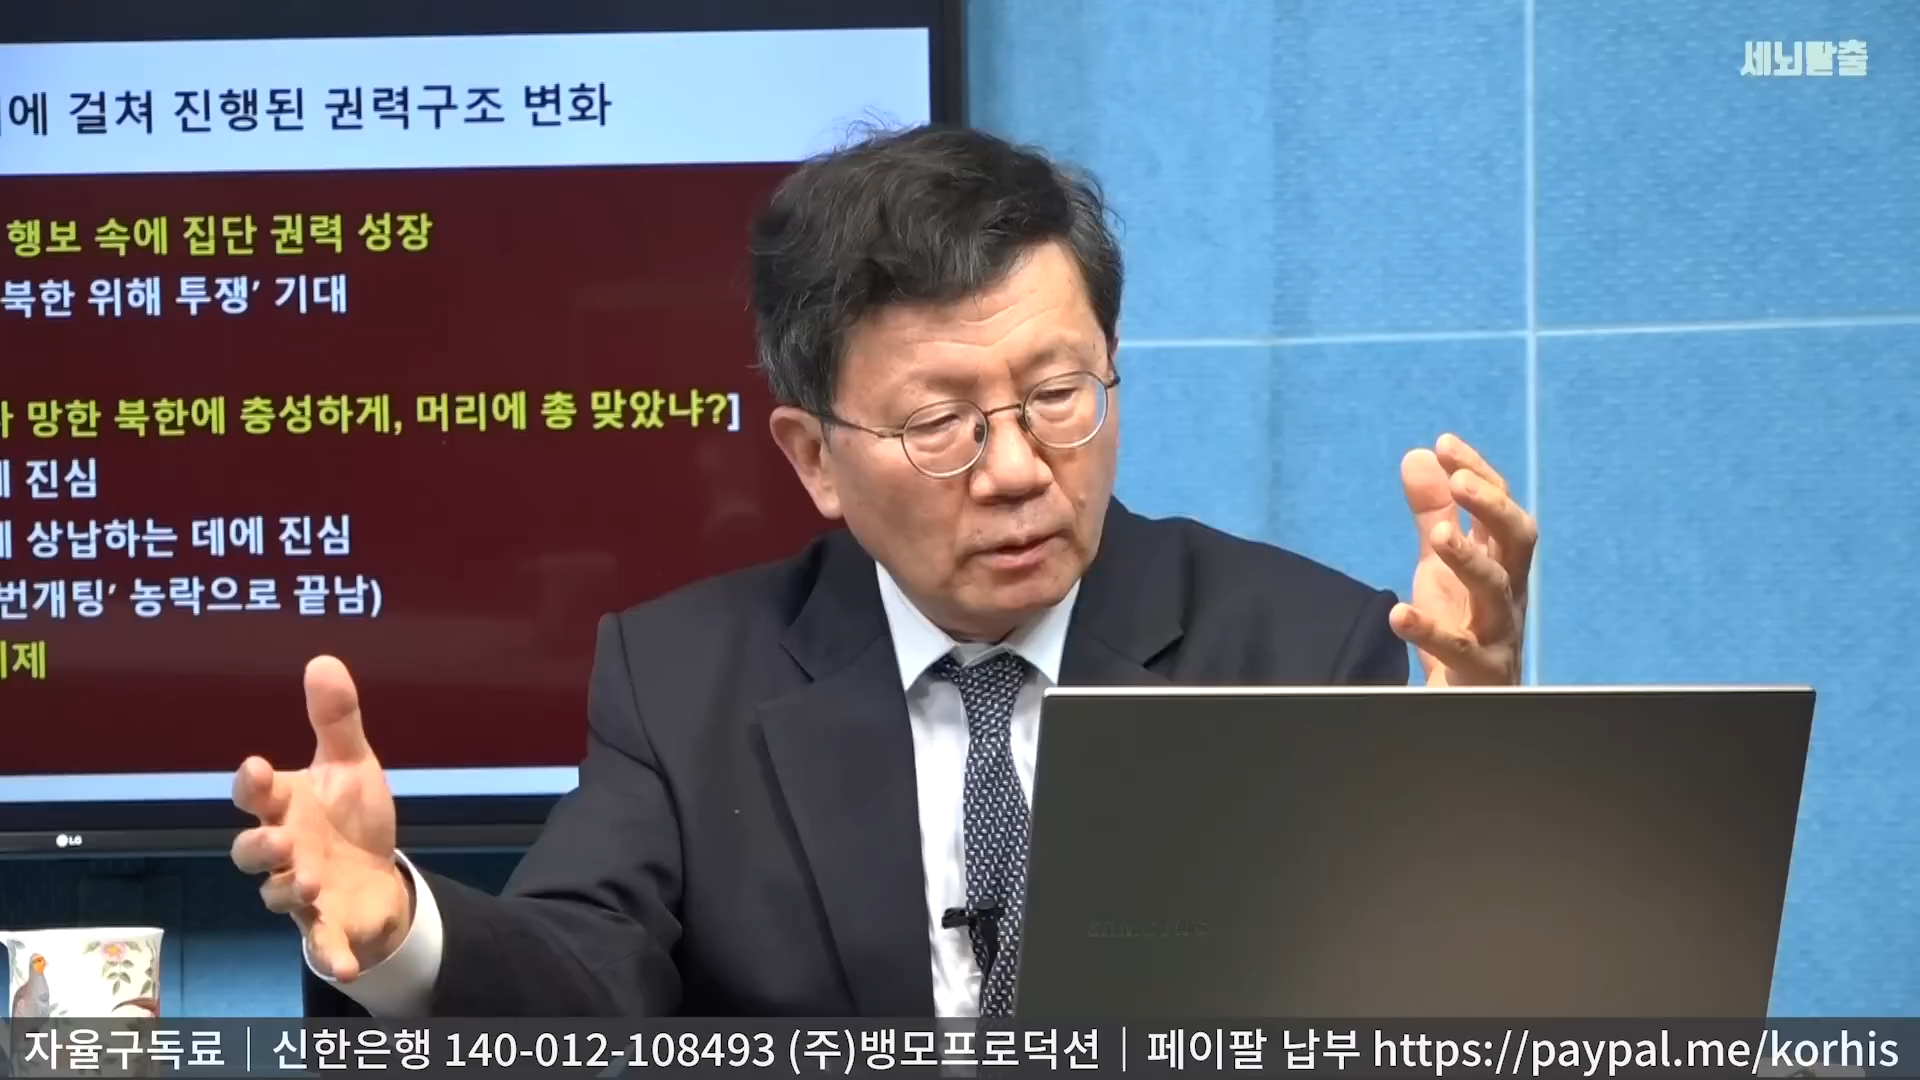 세뇌탈출
에 걸쳐 진행된 권력구조 변화
행보 속에 집단 권력 성장
북한 위해 투쟁’ 기대
망한 북한에 충성하게, 머리에 총 맞았냐?]
진심
상납하는 데에 진심
번개팅’ 농락으로 끝남)
LG
SAMSUNG
자율구독료 | 신한은행 140-012-108493 (주)뱅모프로덕션 | 페이팔 납부 https://paypal.me/korhis